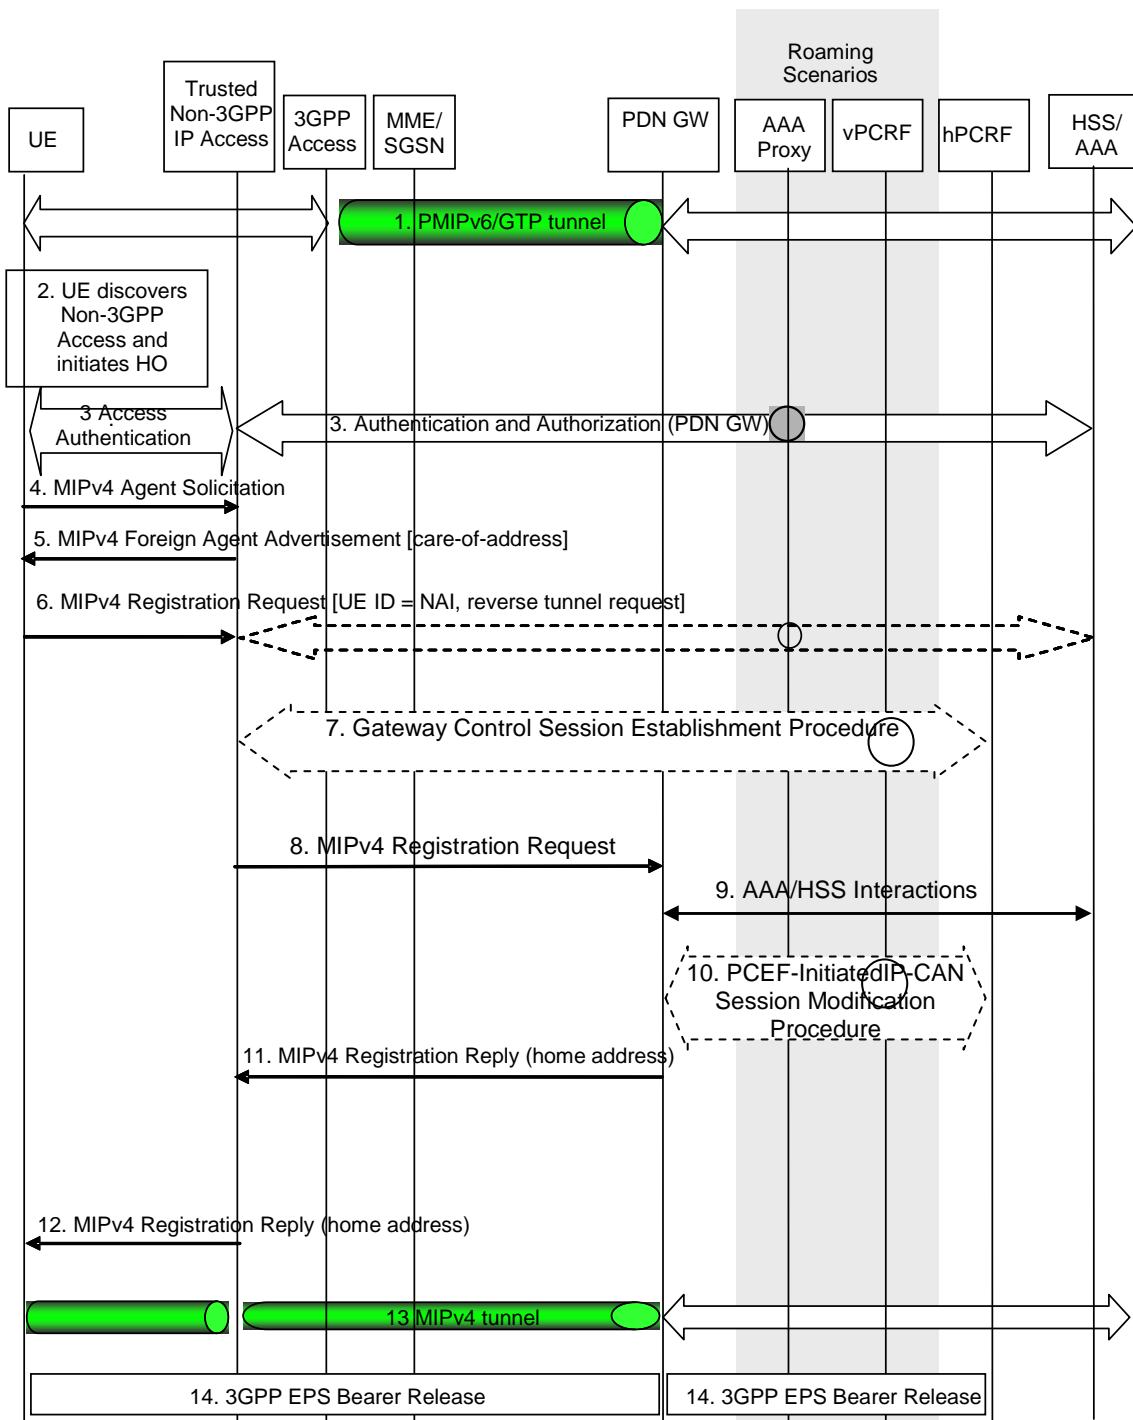 Roaming
Scenarios
UE
Trusted
Non-3GPP
IP Access
3GPP
Access
MME/
SGSN
PDN GW
AAA
Proxy
vPCRF
hPCRF
HSS/
AAA
1. PMIPv6/GTP tunnel
2. UE discovers
Non-3GPP
Access and
initiates HO
3 Access
Authentication
3. Authentication and Authorization (PDN GW)
4. MIPv4 Agent Solicitation
5. MIPv4 Foreign Agent Advertisement [care-of-address]
6. MIPv4 Registration Request [UE ID = NAI, reverse tunnel request]
7. Gateway Control Session Establishment Procedure
8. MIPv4 Registration Request
9. AAA/HSS Interactions
10. PCEF-InitiatedIP-CAN
Session Modification
Procedure
11. MIPv4 Registration Reply (home address)
12. MIPv4 Registration Reply (home address)
13 MIPv4 tunnel
14. 3GPP EPS Bearer Release
14. 3GPP EPS Bearer Release